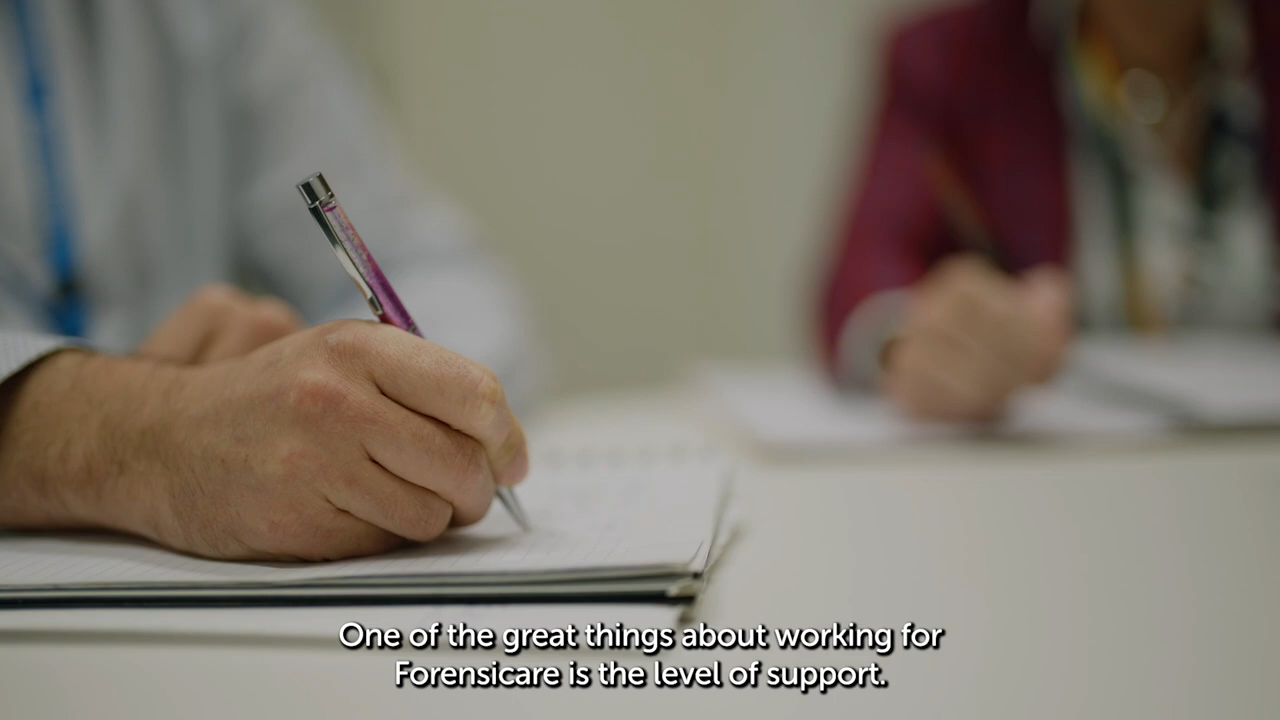 One of the great things about working for
Forensicare is the level of support.